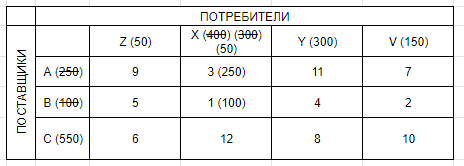 ПОТРЕБИТЕЛИ
ПОСТАВЩИКИ
Z (50) X (400) (300) (50) Y (300) V (150)
A (250) 9 3 (250) 11 7
B (100) 5 1 (100) 4 2
C (550) 6 12 8 10